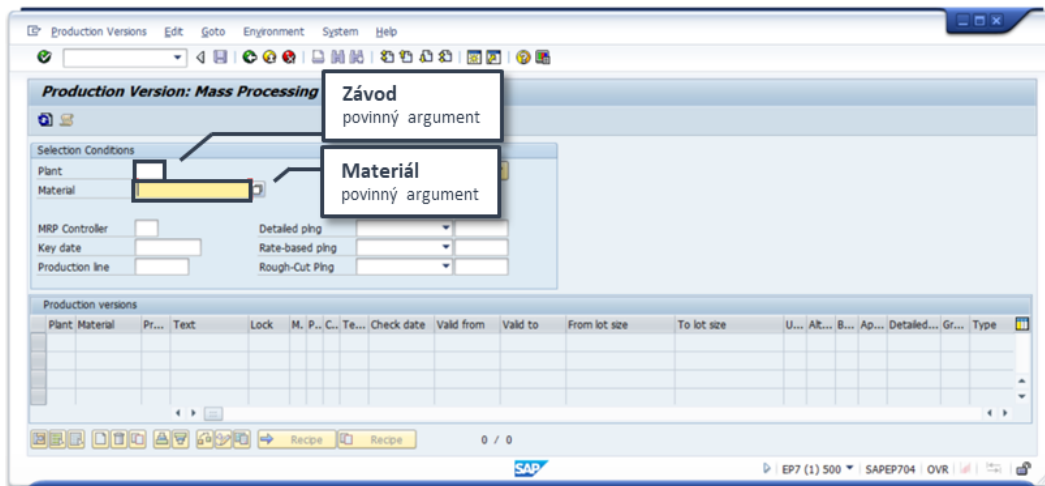 Production Versions Edit Goto Environment System Help
Production Version: Mass Processing
Závod
povinný argument
Selection Conditions
Plant
Material
Materiál
povinný argument
MRP Controller Detailed plng
Key date Rate-based plng
Production line Rough-Cut Plng
Production versions
Plant Material Pr... Text Lock M. P.. C.. Te... Check date Valid from Valid to From lot size To lot size U... Alt... B... Ap... Detailed... Gr... Type
Recipe Recipe 0 / 0
SAP EP7 (1) 500 SAPEP704 OVR